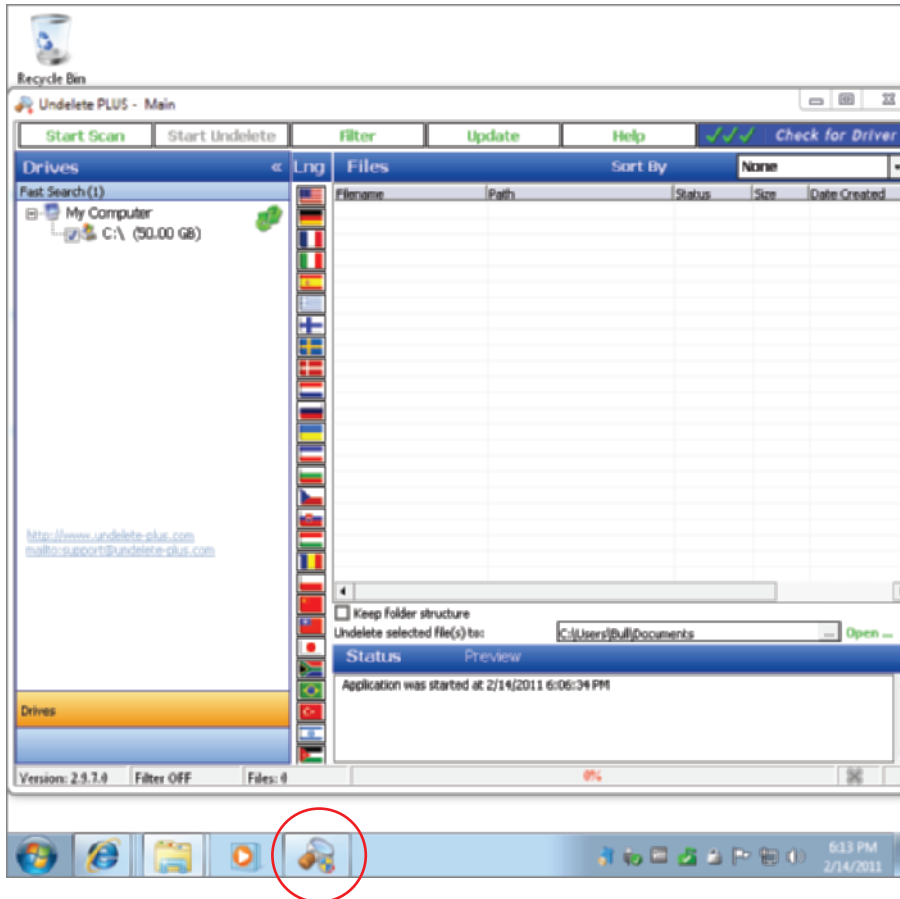 Recycle Bin
Undelete PLUS - Main
Start Scan Start Undelete Filter Update Help Check for Driver
Drives « Lng Files Sort By None
Fast Search (1) Filename Path Status Size Date Created
My Computer
C:\ (50.00 GB)
http://www.undelete-plus.com
mailto:support@undelete-plus.com
Keep folder structure
Undelete selected file(s) to: C:\Users\Bull\Documents ... Open ...
Status Preview
Application was started at 2/14/2011 6:06:34 PM
Drives
Version: 2.9.7.0 Filter OFF Files: 0 0%
6:13 PM
2/14/2011